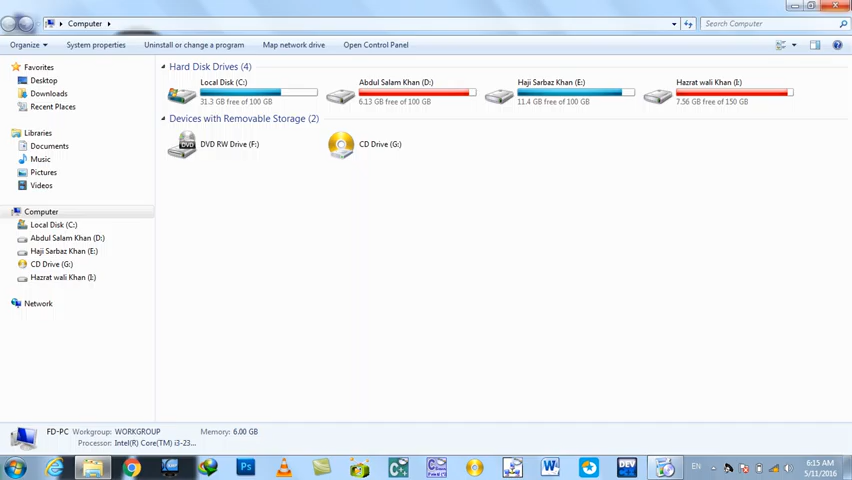 Computer
Search Computer
Organize
System properties
Uninstall or change a program
Map network drive
Open Control Panel
Favorites
Desktop
Downloads
Recent Places
Libraries
Documents
Music
Pictures
Videos
Computer
Local Disk (C:)
Abdul Salam Khan (D:)
Haji Sarbaz Khan (E:)
CD Drive (G:)
Hazrat wali Khan (I:)
Network
Hard Disk Drives (4)
Local Disk (C:)
31.3 GB free of 100 GB
Abdul Salam Khan (D:)
6.13 GB free of 100 GB
Haji Sarbaz Khan (E:)
11.4 GB free of 100 GB
Hazrat wali Khan (I:)
7.56 GB free of 150 GB
Devices with Removable Storage (2)
DVD
DVD RW Drive (F:)
CD Drive (G:)
FD-PC Workgroup: WORKGROUP Memory: 6.00 GB
Processor: Intel(R) Core(TM) i3-23...
Ps
W
DEV
EN
6:15 AM
5/11/2016